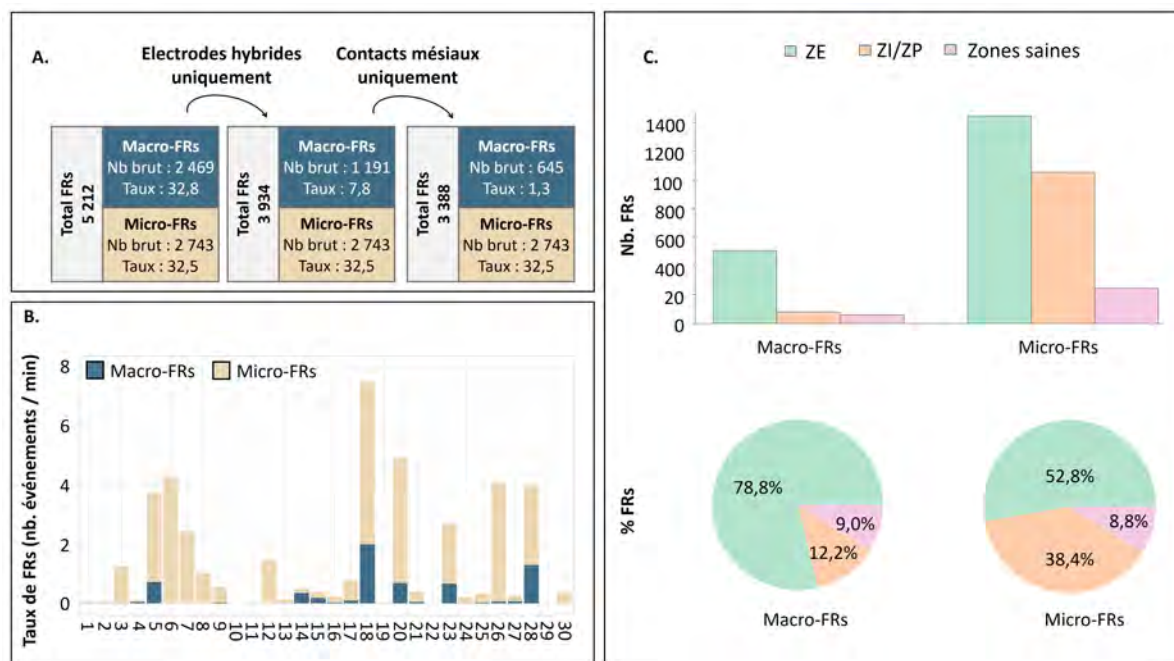 A.
Electrodes hybrides
uniquement
Contacts mésiaux
uniquement
Total FRs
5 212
Macro-FRs
Nb brut : 2 469
Taux : 32,8
Micro-FRs
Nb brut : 2 743
Taux : 32,5
Total FRs
3 934
Macro-FRs
Nb brut : 1 191
Taux : 7,8
Micro-FRs
Nb brut : 2 743
Taux : 32,5
Total FRs
3 388
Macro-FRs
Nb brut : 645
Taux : 1,3
Micro-FRs
Nb brut : 2 743
Taux : 32,5
B.
Taux de FRs (nb. événements / min)
Macro-FRs
Micro-FRs
8
6
4
2
0
1
2
3
4
5
6
7
8
9
10
11
12
13
14
15
16
17
18
19
20
21
22
23
24
25
26
27
28
29
30
C.
ZE
ZI/ZP
Zones saines
Nb. FRs
1400
1200
100
800
600
400
20
0
Macro-FRs
Micro-FRs
% FRs
78,8%
9,0%
12,2%
Macro-FRs
52,8%
8,8%
38,4%
Micro-FRs